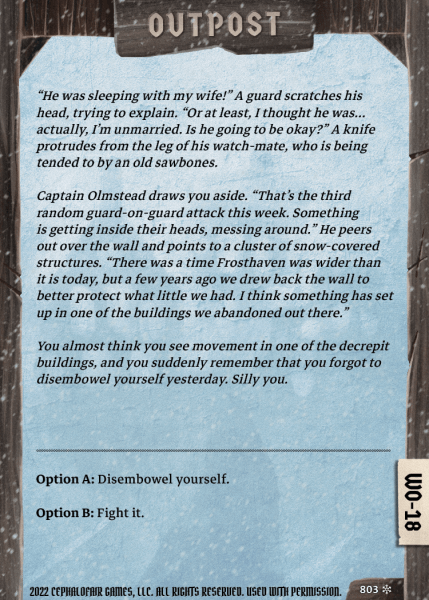 OUTPOST
“He was sleeping with my wife!” A guard scratches his
head, trying to explain. “Or at least, I thought he was...
actually, I’m unmarried. Is he going to be okay?” A knife
protrudes from the leg of his watch-mate, who is being
tended to by an old sawbones.
Captain Olmstead draws you aside. “That’s the third
random guard-on-guard attack this week. Something
is getting inside their heads, messing around.” He peers
out over the wall and points to a cluster of snow-covered
structures. “There was a time Frosthaven was wider than
it is today, but a few years ago we drew back the wall to
better protect what little we had. I think something has set
up in one of the buildings we abandoned out there.”
You almost think you see movement in one of the decrepit
buildings, and you suddenly remember that you forgot to
disembowel yourself yesterday. Silly you.
Option A: Disembowel yourself.
Option B: Fight it.
WO-18
2022 CEPHALOFAIR GAMES, LLC. ALL RIGHTS RESERVED. USED WITH PERMISSION.
803